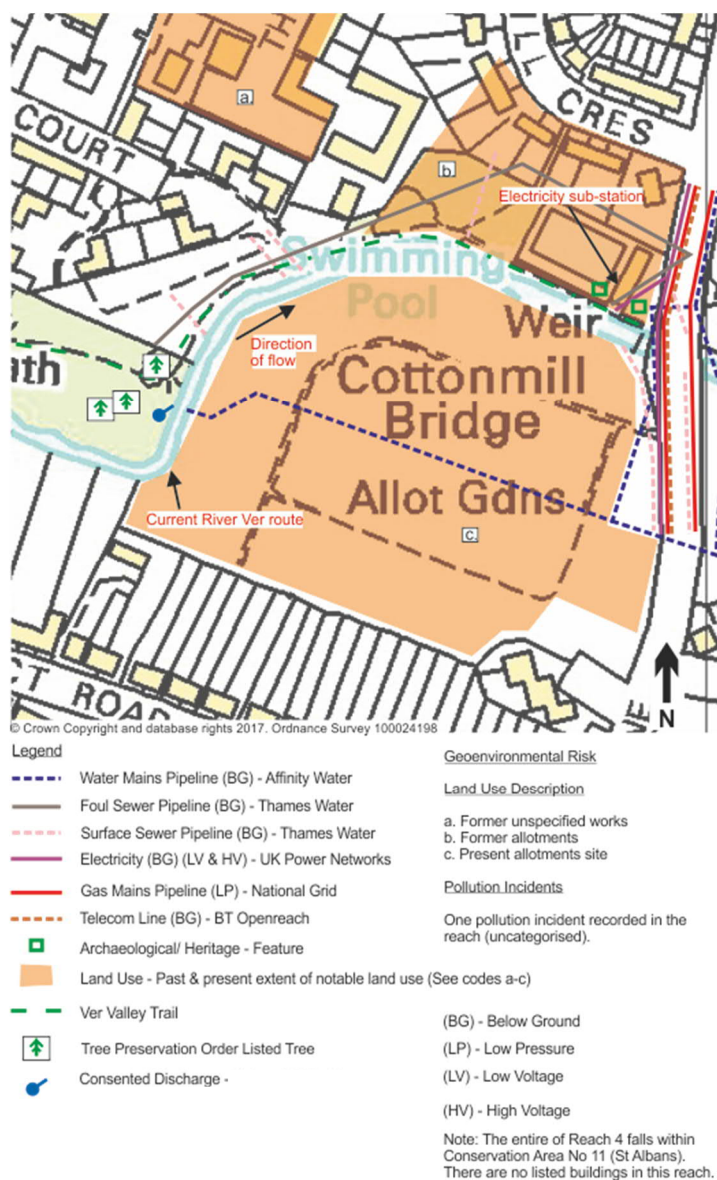 TH
a.
LL
CRES
COURT
b.
Electricity sub-station
Swimming
Pool
Direction
of flow
Weir
ath
Cottonmill
Bridge
Allot Gdns
Current River Ver route
c.
CT ROAD
N
© Crown Copyright and database rights 2017. Ordnance Survey 100024198
Legend
Water Mains Pipeline (BG) - Affinity Water
Foul Sewer Pipeline (BG) - Thames Water
Surface Sewer Pipeline (BG) - Thames Water
Electricity (BG) (LV & HV) - UK Power Networks
Gas Mains Pipeline (LP) - National Grid
Telecom Line (BG) - BT Openreach
Archaeological/ Heritage - Feature
Land Use - Past & present extent of notable land use (See codes a-c)
Ver Valley Trail
Tree Preservation Order Listed Tree
Consented Discharge -
Geoenvironmental Risk
Land Use Description
a. Former unspecified works
b. Former allotments
c. Present allotments site
Pollution Incidents
One pollution incident recorded in the
reach (uncategorised).
(BG) - Below Ground
(LP) - Low Pressure
(LV) - Low Voltage
(HV) - High Voltage
Note: The entire of Reach 4 falls within
Conservation Area No 11 (St Albans).
There are no listed buildings in this reach.